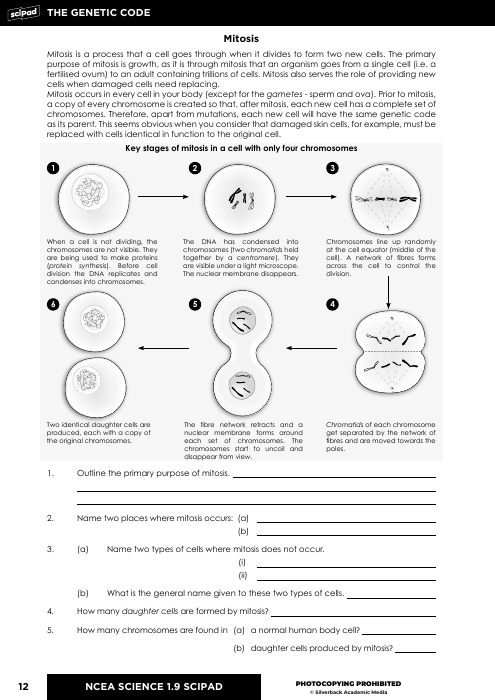 scipad THE GENETIC CODE
Mitosis
Mitosis is a process that a cell goes through when it divides to form two new cells. The primary
purpose of mitosis is growth, as it is through mitosis that an organism goes from a single cell (i.e. a
fertilised ovum) to an adult containing trillions of cells. Mitosis also serves the role of providing new
cells when damaged cells need replacing.
Mitosis occurs in every cell in your body (except for the gametes - sperm and ova). Prior to mitosis,
a copy of every chromosome is created so that, after mitosis, each new cell has a complete set of
chromosomes. Therefore, apart from mutations, each new cell will have the same genetic code
as its parent. This seems obvious when you consider that damaged skin cells, for example, must be
replaced with cells identical in function to the original cell.
Key stages of mitosis in a cell with only four chromosomes
1
2
3
When a cell is not dividing, the
chromosomes are not visible. They
are being used to make proteins
(protein synthesis). Before cell
division the DNA replicates and
condenses into chromosomes.
The DNA has condensed into
chromosomes (two chromatids held
together by a centromere). They
are visible under a light microscope.
The nuclear membrane disappears.
Chromosomes line up randomly
at the cell equator (middle of the
cell). A network of fibres forms
across the cell to control the
division.
6
5
4
Two identical daughter cells are
produced, each with a copy of
the original chromosomes.
The fibre network retracts and a
nuclear membrane forms around
each set of chromosomes. The
chromosomes start to uncoil and
disappear from view.
Chromatids of each chromosome
get separated by the network of
fibres and are moved towards the
poles.
1. Outline the primary purpose of mitosis.
2. Name two places where mitosis occurs: (a)
(b)
3. (a) Name two types of cells where mitosis does not occur.
(i)
(ii)
(b) What is the general name given to these two types of cells.
4. How many daughter cells are formed by mitosis?
5. How many chromosomes are found in (a) a normal human body cell?
(b) daughter cells produced by mitosis?
12 NCEA SCIENCE 1.9 SCIPAD PHOTOCOPYING PROHIBITED
© Silverback Academic Media